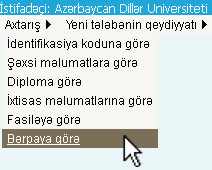 İstifadəçi: Azərbaycan Dillər Universiteti
Axtarış Yeni tələbənin qeydiyyatı
İdentifikasiya koduna görə
Şəxsi məlumatlara görə
Diploma görə
İxtisas məlumatlarına görə
Fasiləyə görə
Bərpaya görə